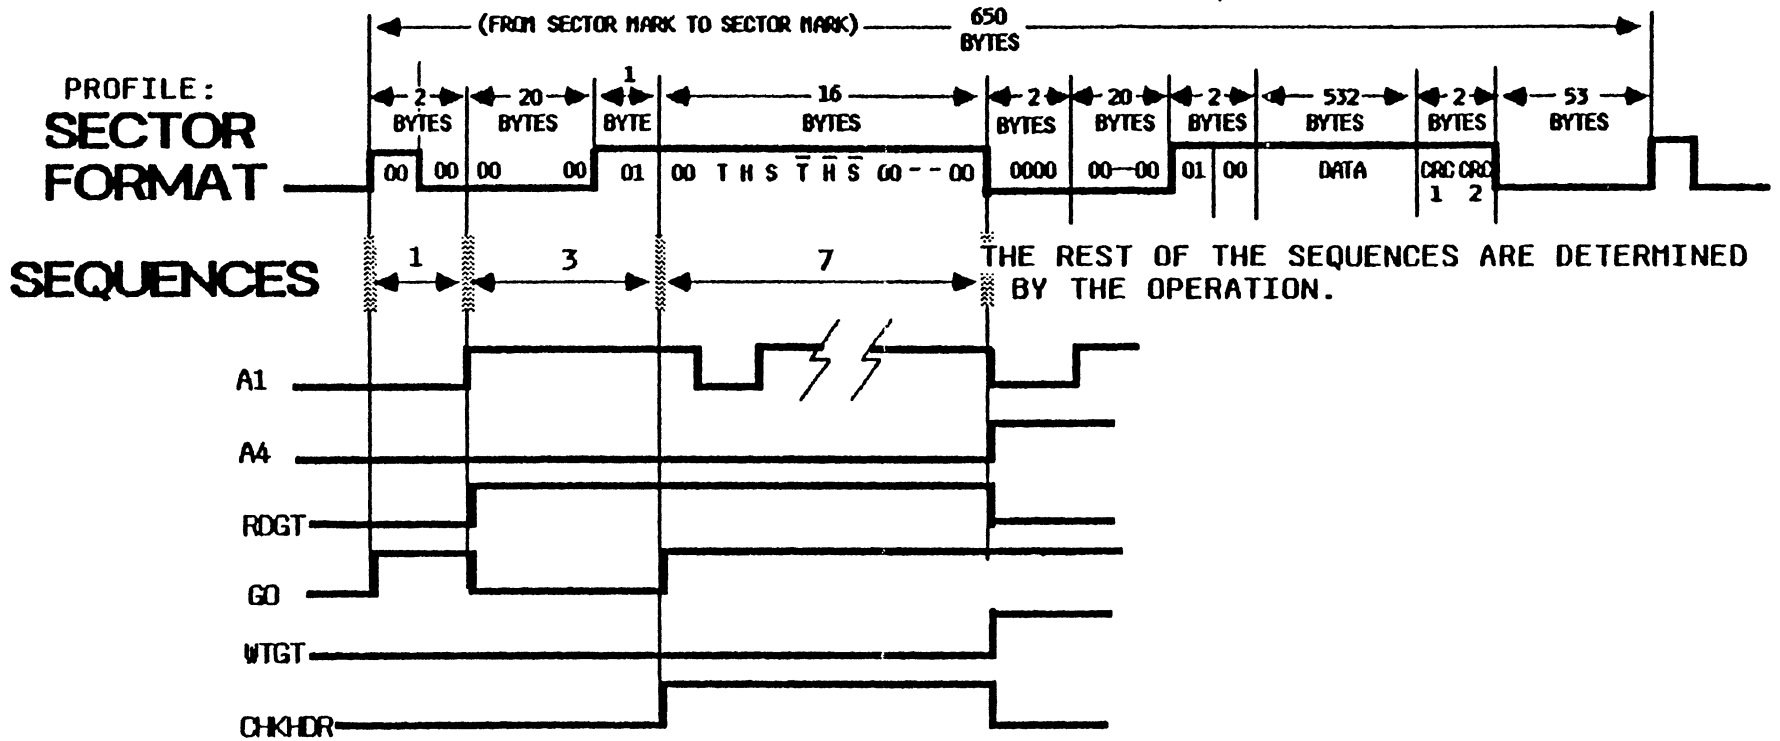 (FROM SECTOR MARK TO SECTOR MARK) 650
BYTES
PROFILE:
SECTOR
FORMAT
2 20 1 16 2 20 2 532 2 53
BYTES BYTES BYTE BYTES BYTES BYTES BYTES BYTES BYTES BYTES
00 00 00 00 01 00 T H S T̅ H̅ S̅ 00--00 0000 00—00 01 00 DATA CRC CRC
1 2
SEQUENCES
1 3 7
THE REST OF THE SEQUENCES ARE DETERMINED
BY THE OPERATION.
A1
A4
RDGT
GO
WTGT
CHKHDR